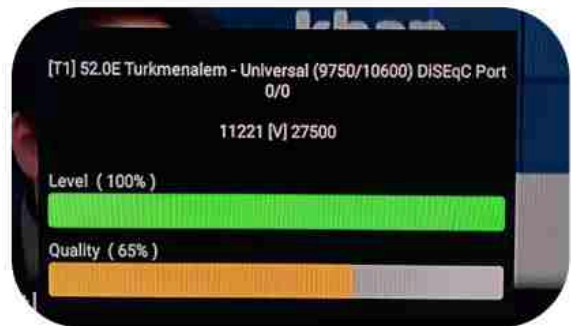 [T1] 52.0E Turkmenalem - Universal (9750/10600) DiSEqC Port
0/0
11221 [V] 27500
Level ( 100% )
Quality ( 65% )